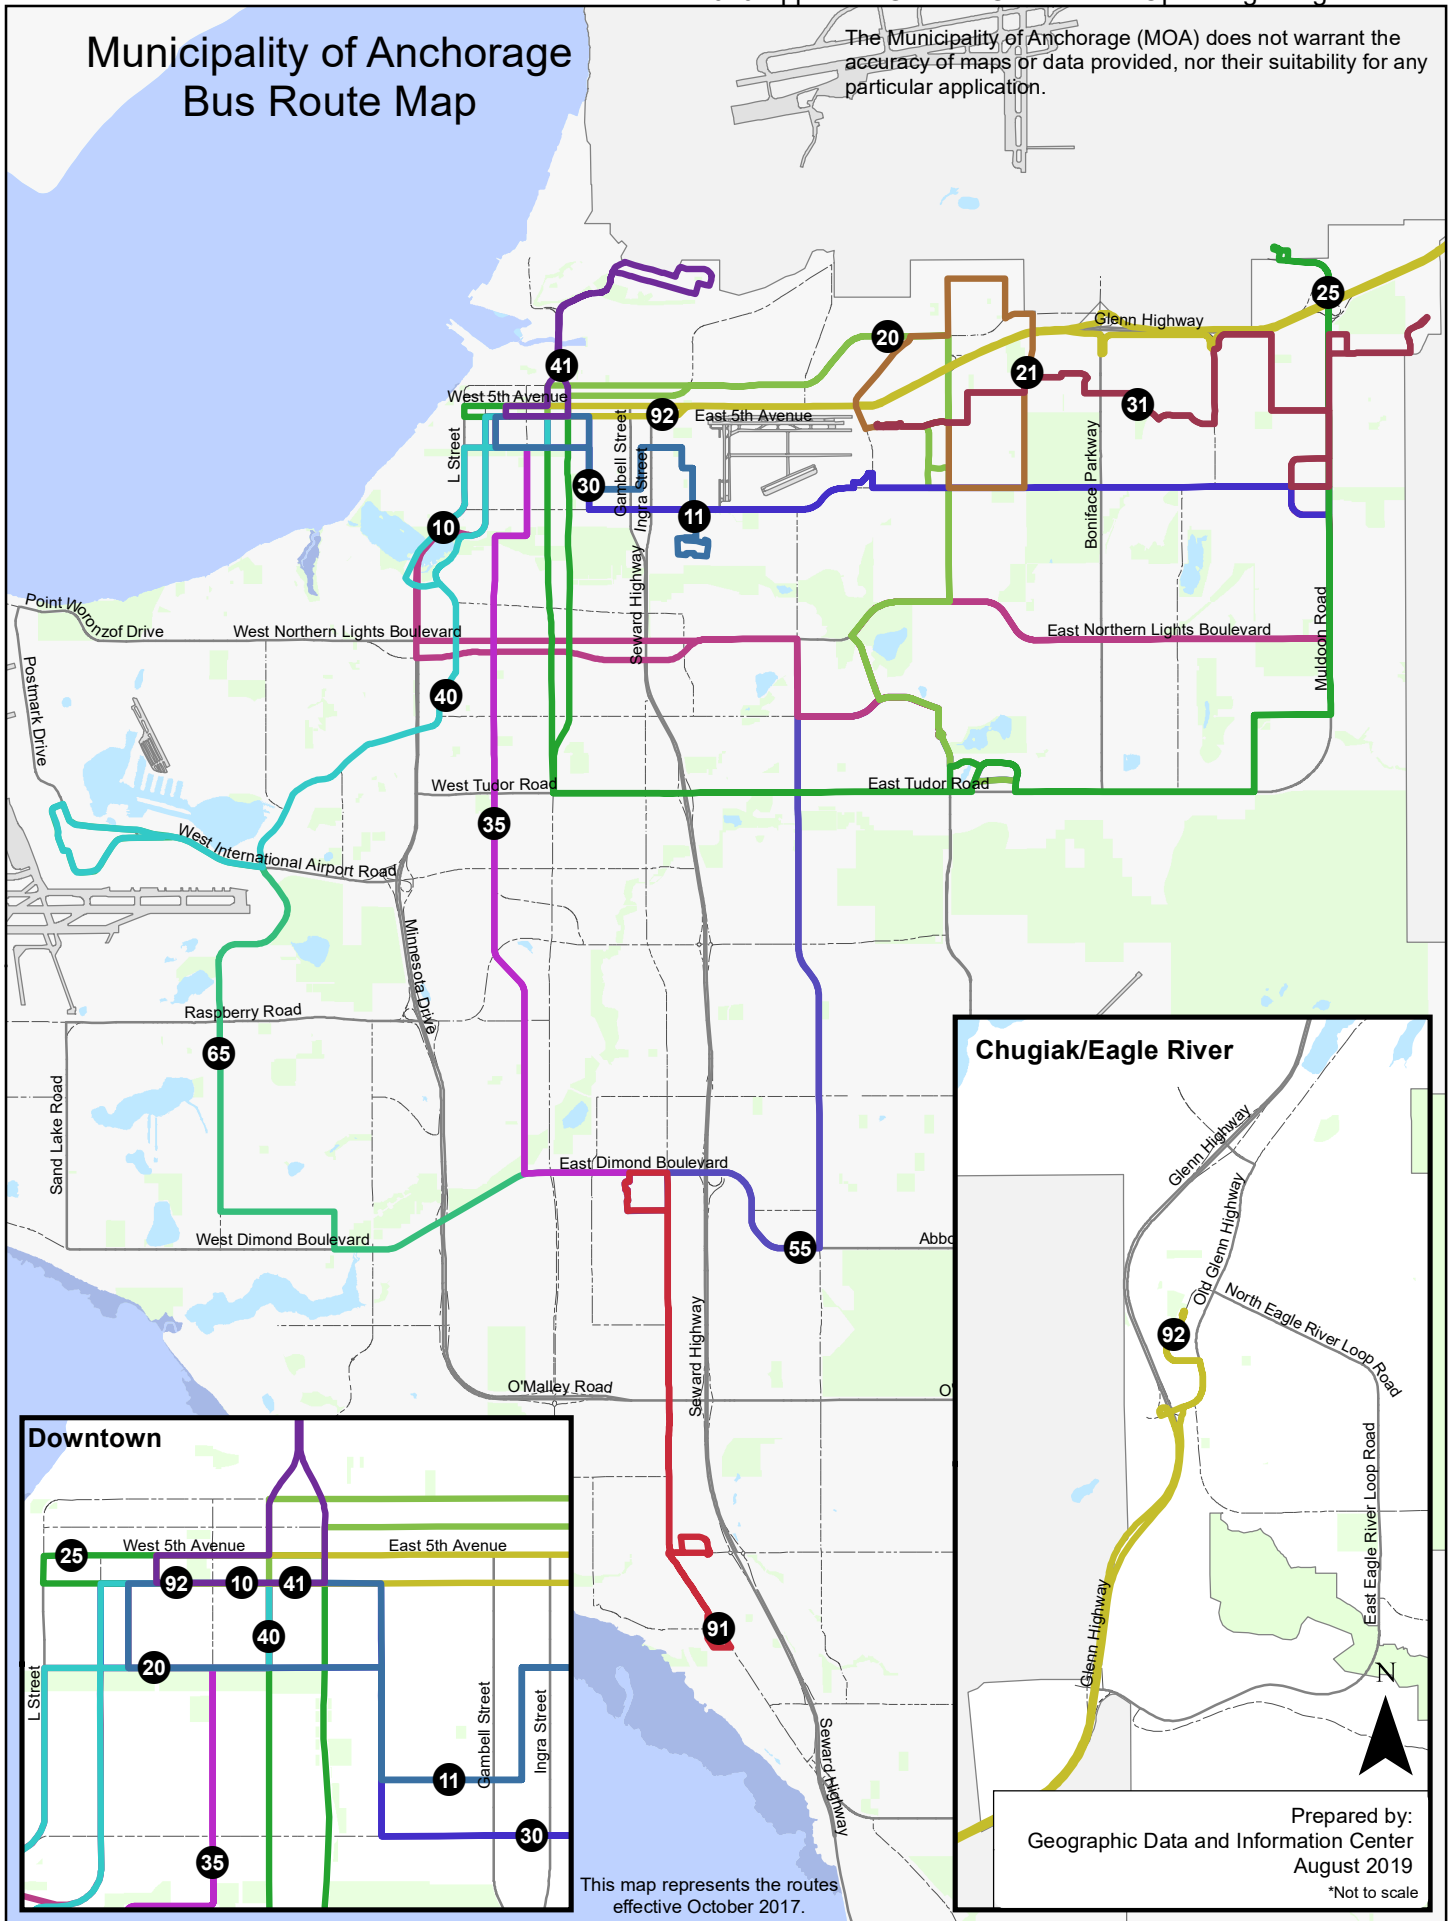 Municipality of Anchorage
Bus Route Map
The Municipality of Anchorage (MOA) does not warrant the
accuracy of maps or data provided, nor their suitability for any
particular application.
25
Glenn Highway
20
41
21
31
West 5th Avenue
92
East 5th Avenue
L Street
Gambell Street
Ingra Street
30
11
10
Boniface Parkway
Seward Highway
Point Woronzof Drive
West Northern Lights Boulevard
East Northern Lights Boulevard
Muldoon Road
Postmark Drive
40
West Tudor Road
East Tudor Road
35
West International Airport Road
Minnesota Drive
Raspberry Road
65
Sand Lake Road
East Dimond Boulevard
West Dimond Boulevard
55
Abbo
Seward Highway
O'Malley Road
O'
91
Seward Highway
Chugiak/Eagle River
Glenn Highway
Old Glenn Highway
North Eagle River Loop Road
92
East Eagle River Loop Road
Glenn Highway
N
Prepared by:
Geographic Data and Information Center
August 2019
*Not to scale
Downtown
West 5th Avenue
East 5th Avenue
25
92
10
41
40
20
L Street
Gambell Street
Ingra Street
11
30
35
This map represents the routes
effective October 2017.